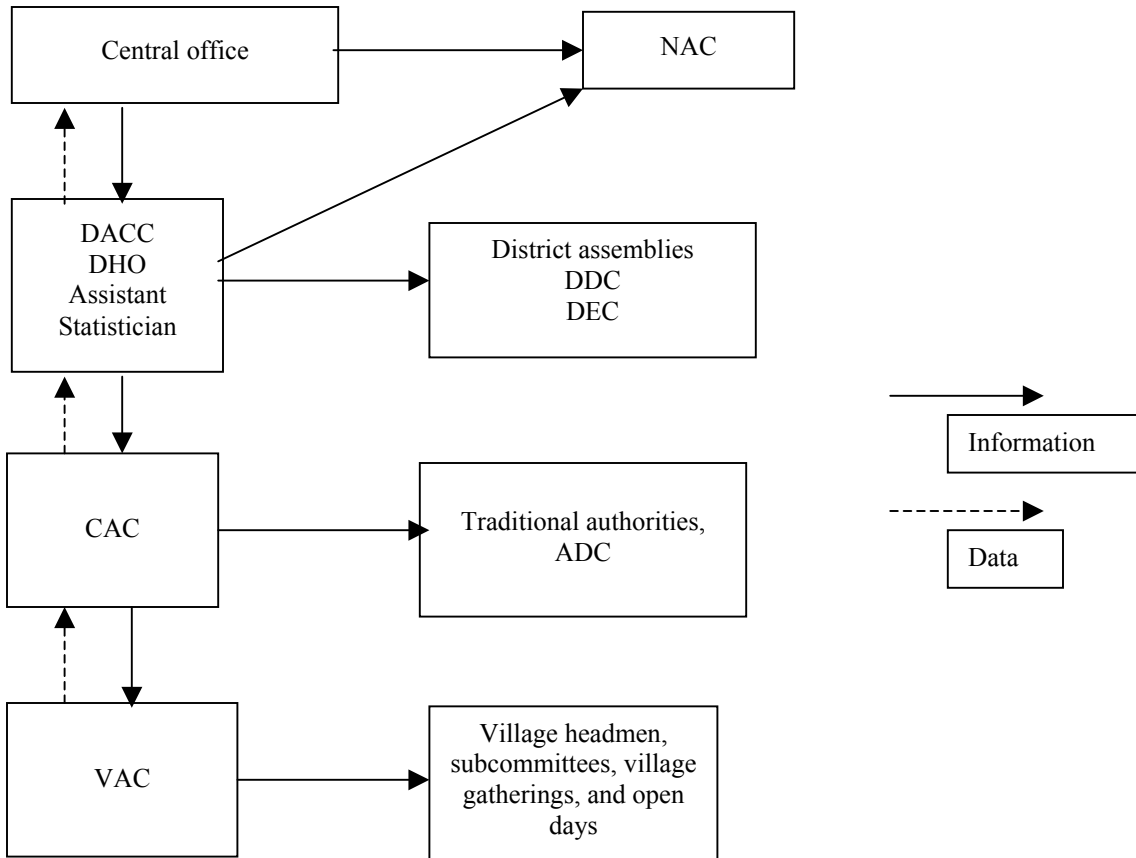 Central office
NAC
DACC
DHO
Assistant
Statistician
District assemblies
DDC
DEC
Information
CAC
Traditional authorities,
ADC
Data
VAC
Village headmen,
subcommittees, village
gatherings, and open
days